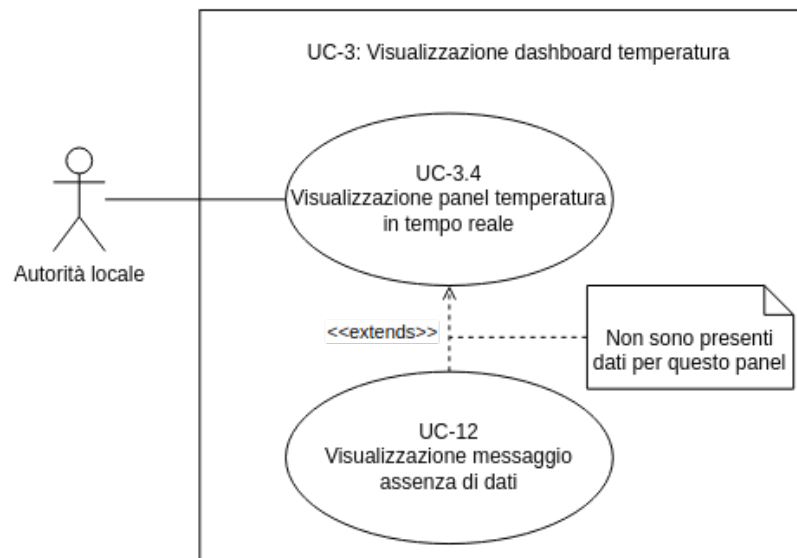 UC-3: Visualizzazione dashboard temperatura
UC-3.4
Visualizzazione panel temperatura
in tempo reale
Autorità locale
<<extends>>
Non sono presenti
dati per questo panel
UC-12
Visualizzazione messaggio
assenza di dati